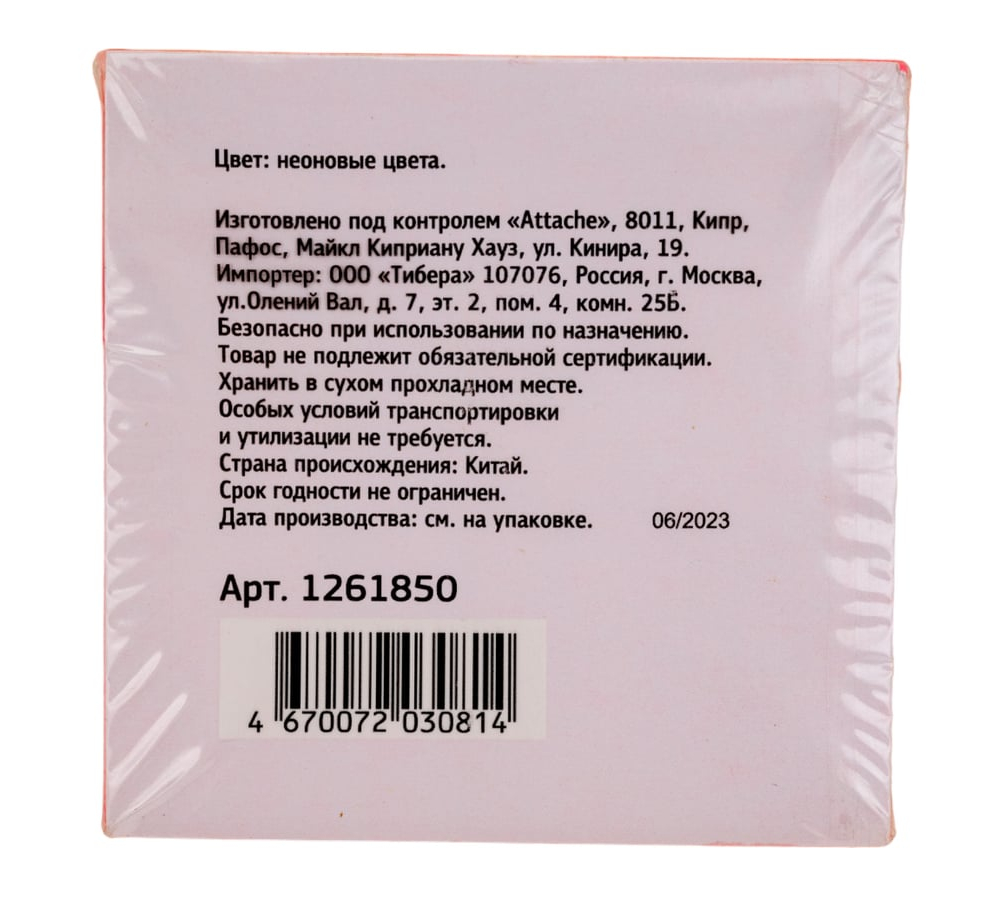 Цвет: неоновые цвета.
Изготовлено под контролем «Attache», 8011, Кипр,
Пафос, Майкл Киприану Хауз, ул. Кинира, 19.
Импортер: ООО «Тибера» 107076, Россия, г. Москва,
ул.Олений Вал, д. 7, эт. 2, пом. 4, комн. 25Б.
Безопасно при использовании по назначению.
Товар не подлежит обязательной сертификации.
Хранить в сухом прохладном месте.
Особых условий транспортировки
и утилизации не требуется.
Страна происхождения: Китай.
Срок годности не ограничен.
Дата производства: см. на упаковке. 06/2023
Арт. 1261850
4 670072 030814